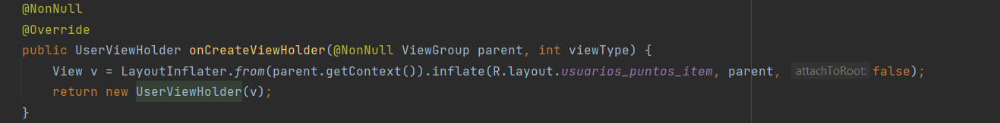 @NonNull
@Override
public UserViewHolder onCreateViewHolder(@NonNull ViewGroup parent, int viewType) {
View v = LayoutInflater.from(parent.getContext()).inflate(R.layout.usuarios_puntos_item, parent, attachToRoot: false);
return new UserViewHolder(v);
}